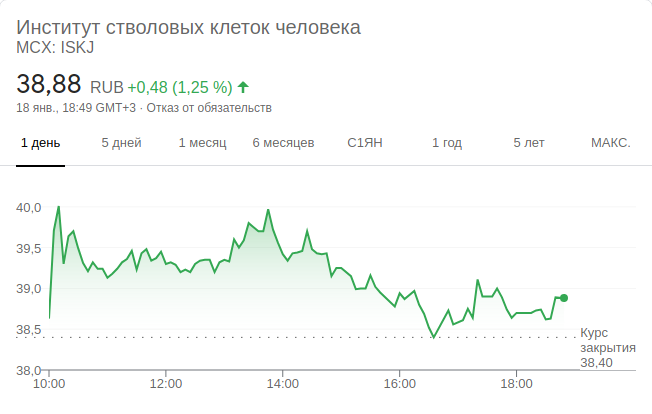 Институт стволовых клеток человека
MCX: ISKJ
38,88 RUB +0,48 (1,25 %)
18 янв., 18:49 GMT+3 · Отказ от обязательств
1 день 5 дней 1 месяц 6 месяцев С1ЯН 1 год 5 лет МАКС.
40,0
39,5
39,0
38,5
38,0
Курс
закрытия
38,40
10:00 12:00 14:00 16:00 18:00